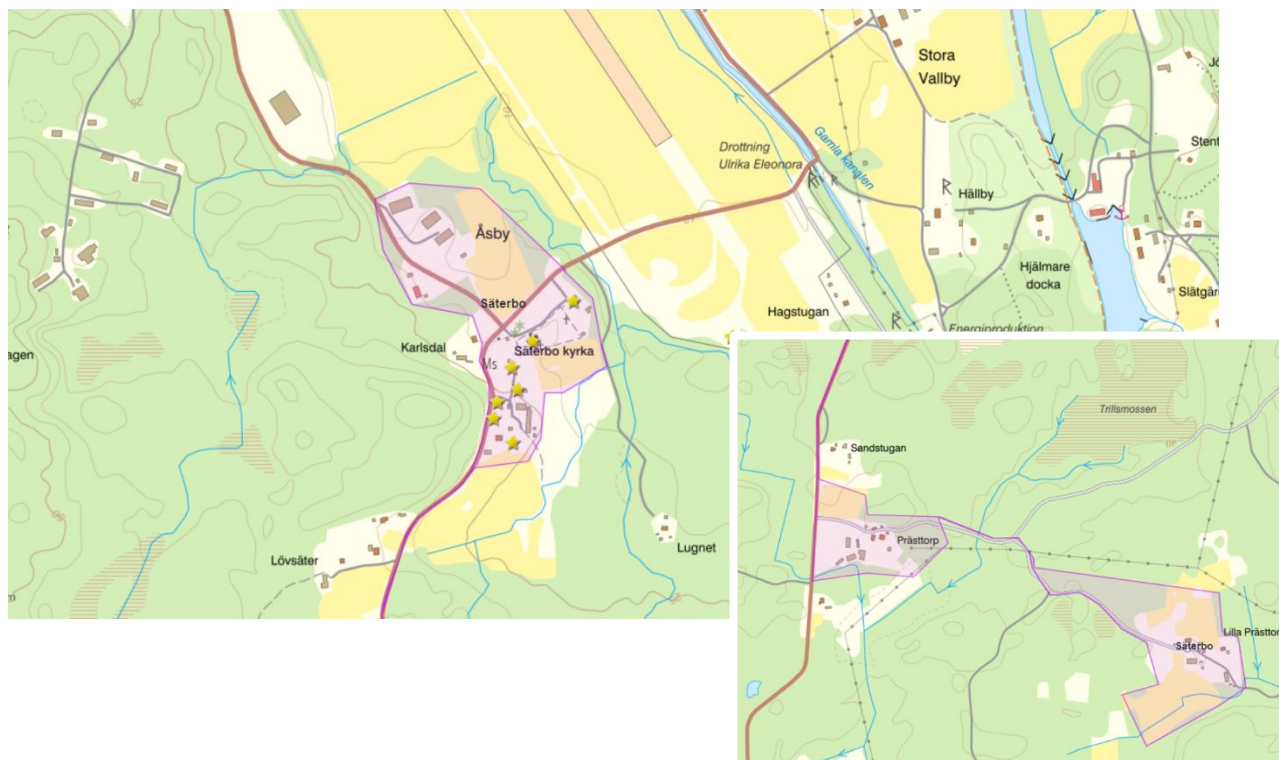 Stora
Vallby
Drottning
Ulrika Eleonora
Gamla kanalen
Stent
Hällby
Åsby
Hjälmare
docka
Säterbo
Slätgår
Hagstugan
Karlsdal
Säterbo kyrka
Ms
agen
Energiproduktion
Lövsäter
Lugnet
Trillsmossen
Sandstugan
Prästtorp
Lilla Prästtor
Säterbo